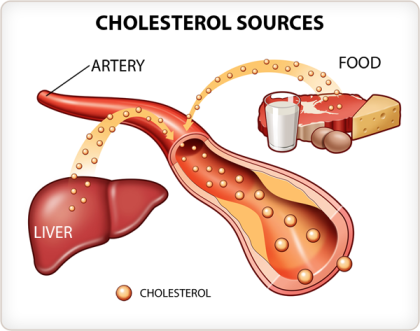 CHOLESTEROL SOURCES
ARTERY
FOOD
LIVER
CHOLESTEROL